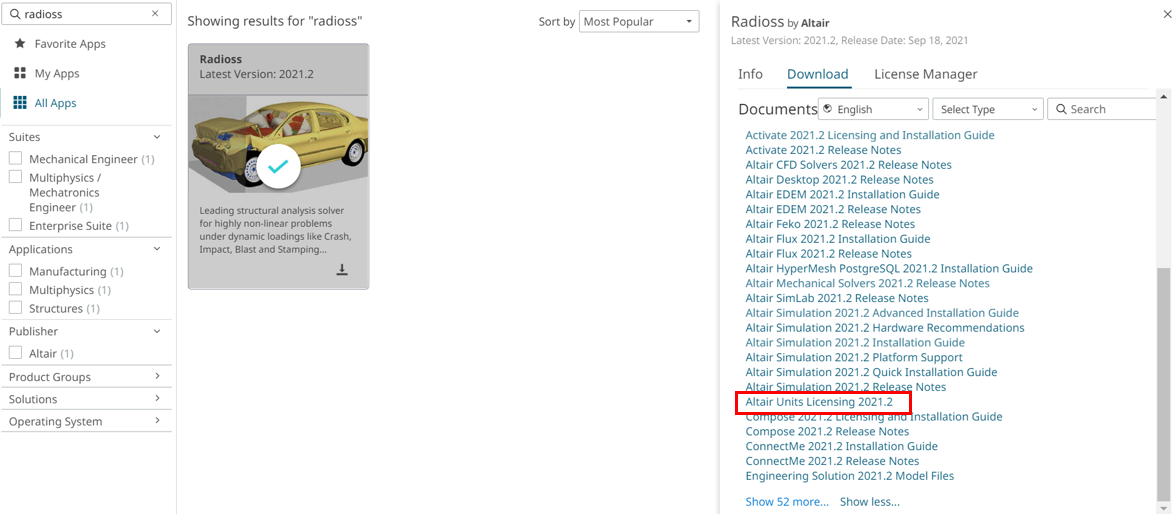 radioss
Favorite Apps
My Apps
All Apps
Suites
Mechanical Engineer (1)
Multiphysics /
Mechatronics
Engineer (1)
Enterprise Suite (1)
Applications
Manufacturing (1)
Multiphysics (1)
Structures (1)
Publisher
Altair (1)
Product Groups
Solutions
Operating System
Showing results for "radioss"
Sort by Most Popular
Radioss
Latest Version: 2021.2
Leading structural analysis solver
for highly non-linear problems
under dynamic loadings like Crash,
Impact, Blast and Stamping...
Radioss by Altair
Latest Version: 2021.2, Release Date: Sep 18, 2021
Info Download License Manager
Documents English Select Type Search
Activate 2021.2 Licensing and Installation Guide
Activate 2021.2 Release Notes
Altair CFD Solvers 2021.2 Release Notes
Altair Desktop 2021.2 Release Notes
Altair EDEM 2021.2 Installation Guide
Altair EDEM 2021.2 Release Notes
Altair Feko 2021.2 Release Notes
Altair Flux 2021.2 Installation Guide
Altair Flux 2021.2 Release Notes
Altair HyperMesh PostgreSQL 2021.2 Installation Guide
Altair Mechanical Solvers 2021.2 Release Notes
Altair SimLab 2021.2 Release Notes
Altair Simulation 2021.2 Advanced Installation Guide
Altair Simulation 2021.2 Hardware Recommendations
Altair Simulation 2021.2 Installation Guide
Altair Simulation 2021.2 Platform Support
Altair Simulation 2021.2 Quick Installation Guide
Altair Simulation 2021.2 Release Notes
Altair Units Licensing 2021.2
Compose 2021.2 Licensing and Installation Guide
Compose 2021.2 Release Notes
ConnectMe 2021.2 Installation Guide
ConnectMe 2021.2 Release Notes
Engineering Solution 2021.2 Model Files
Show 52 more... Show less...